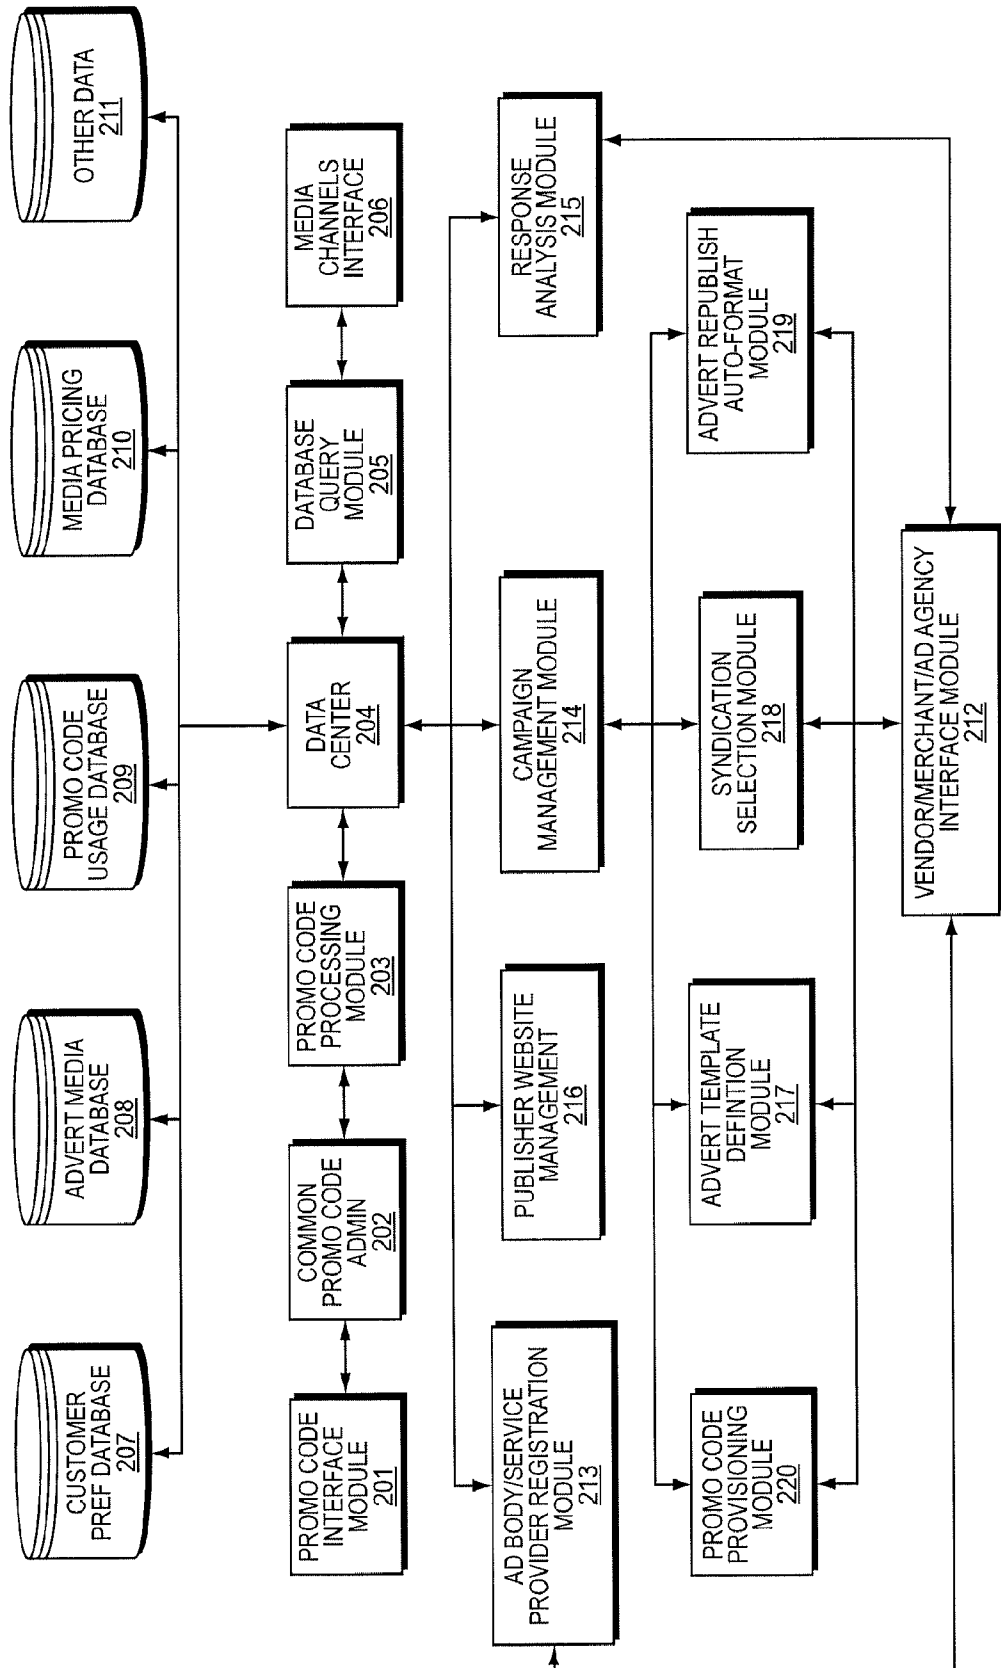 CUSTOMER
PREF DATABASE
207
ADVERT MEDIA
DATABASE
208
PROMO CODE
USAGE DATABASE
209
MEDIA PRICING
DATABASE
210
OTHER DATA
211
PROMO CODE
INTERFACE
MODULE
201
COMMON
PROMO CODE
ADMIN
202
PROMO CODE
PROCESSING
MODULE
203
DATA
CENTER
204
DATABASE
QUERY
MODULE
205
MEDIA
CHANNELS
INTERFACE
206
AD BODY/SERVICE
PROVIDER REGISTRATION
MODULE
213
PUBLISHER WEBSITE
MANAGEMENT
216
CAMPAIGN
MANAGEMENT MODULE
214
RESPONSE
ANALYSIS MODULE
215
PROMO CODE
PROVISIONING
MODULE
220
ADVERT TEMPLATE
DEFINTION
MODULE
217
SYNDICATION
SELECTION MODULE
218
ADVERT REPUBLISH
AUTO-FORMAT
MODULE
219
VENDOR/MERCHANT/AD AGENCY
INTERFACE MODULE
212